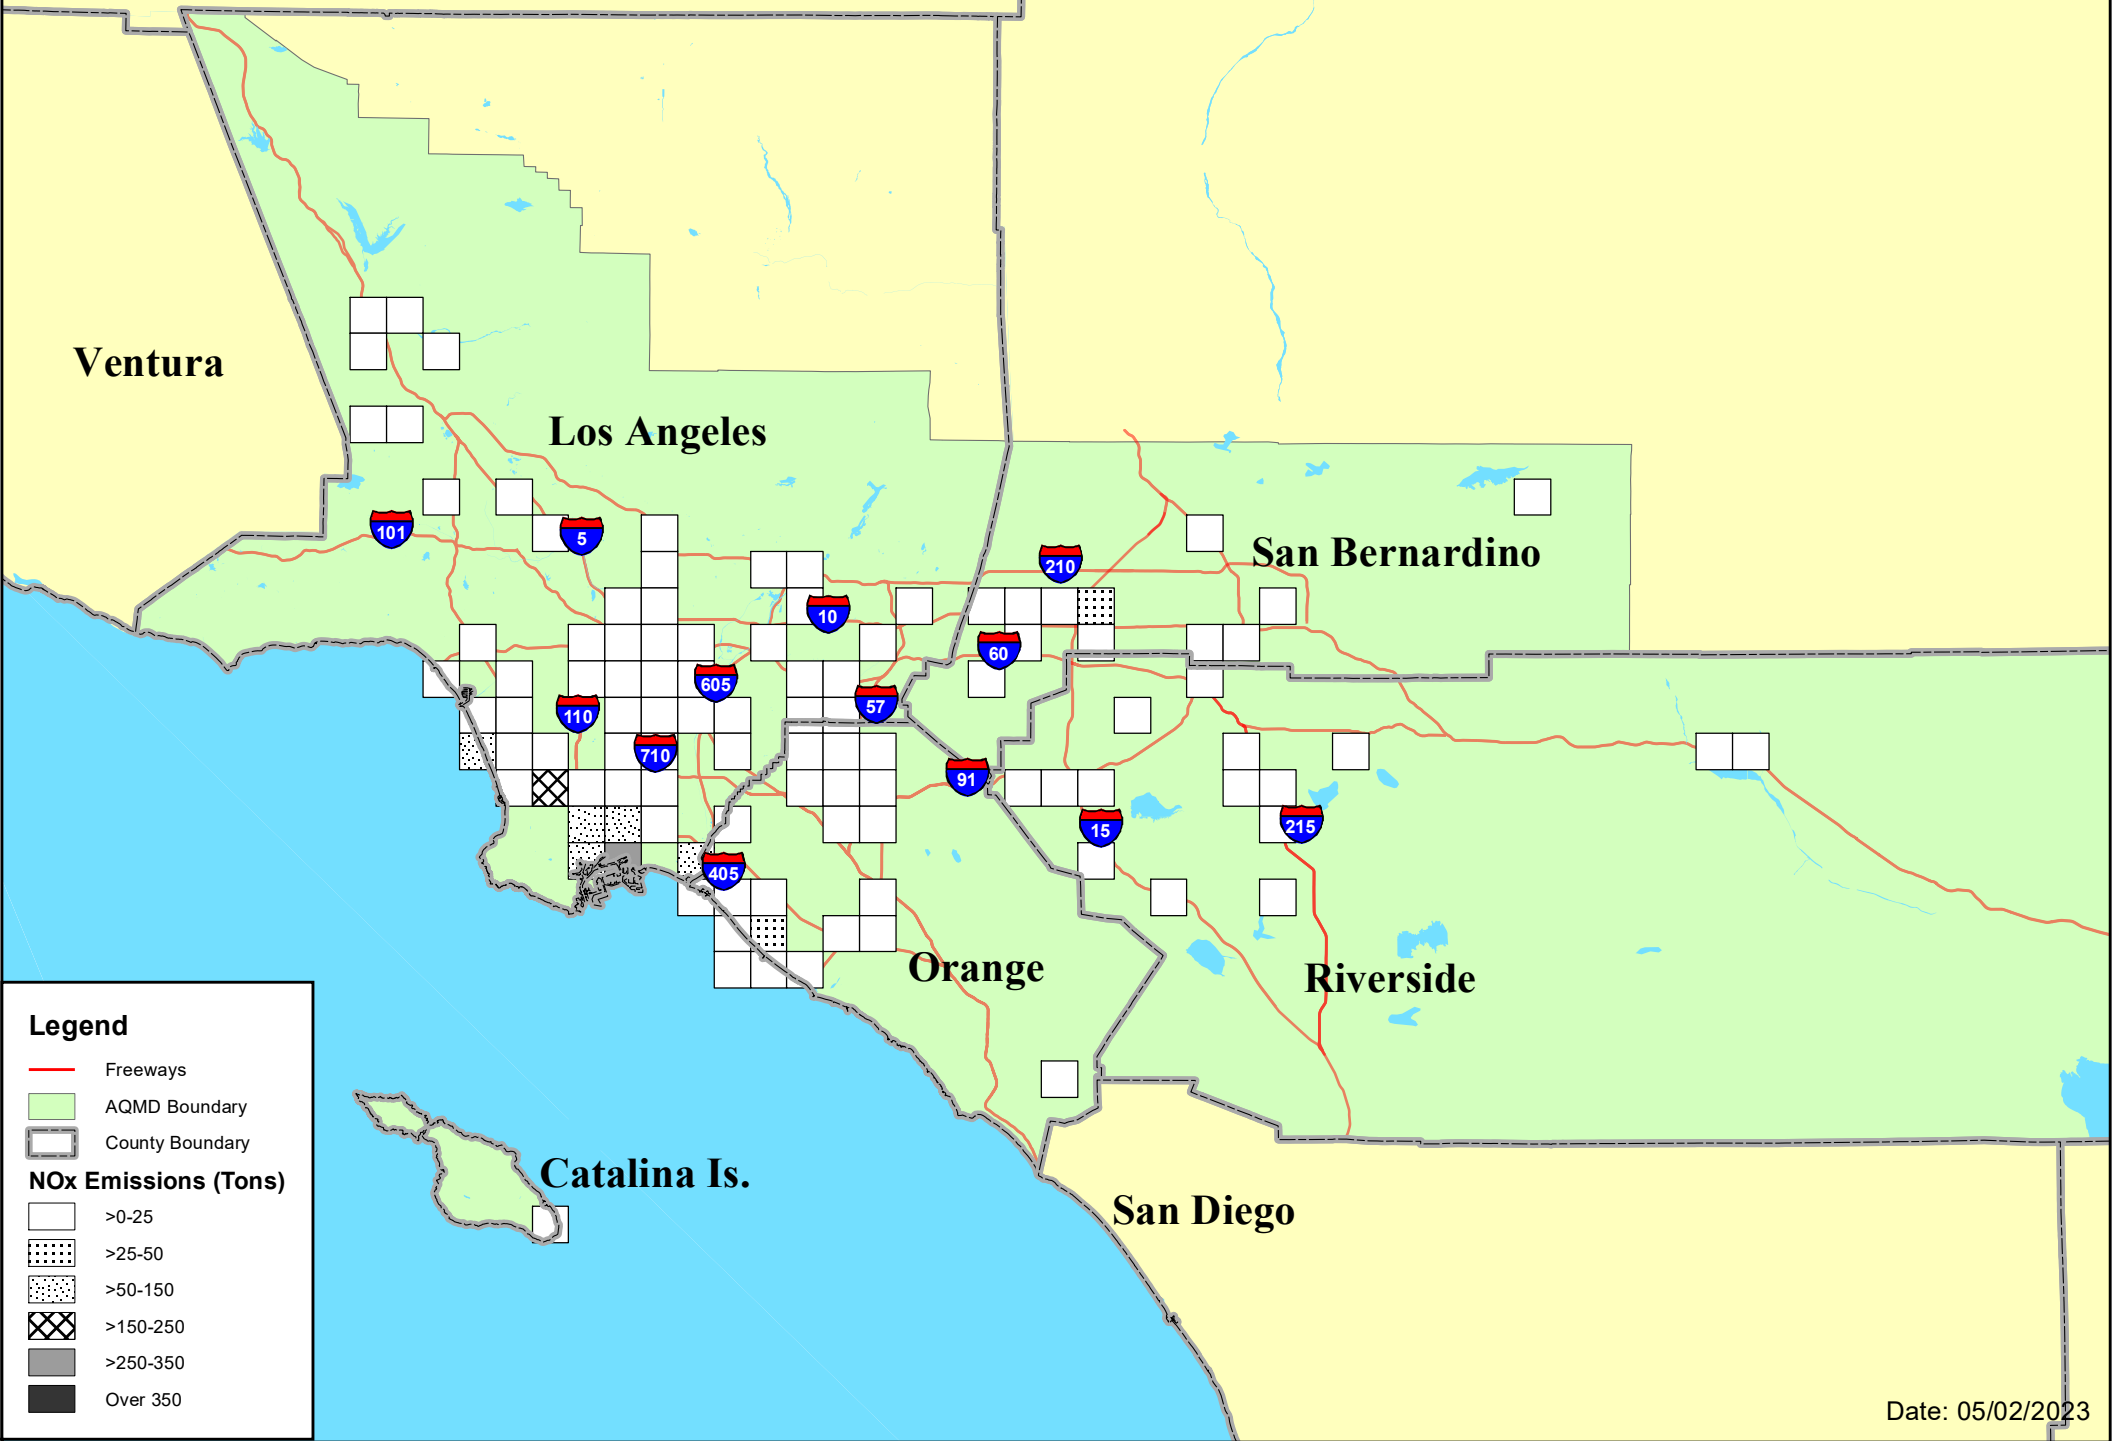 Ventura
Los Angeles
101
5
210
San Bernardino
10
60
605
57
110
710
91
15
215
405
Orange
Riverside
Catalina Is.
San Diego
Legend
Freeways
AQMD Boundary
County Boundary
NOx Emissions (Tons)
>0-25
>25-50
>50-150
>150-250
>250-350
Over 350
Date: 05/02/2023